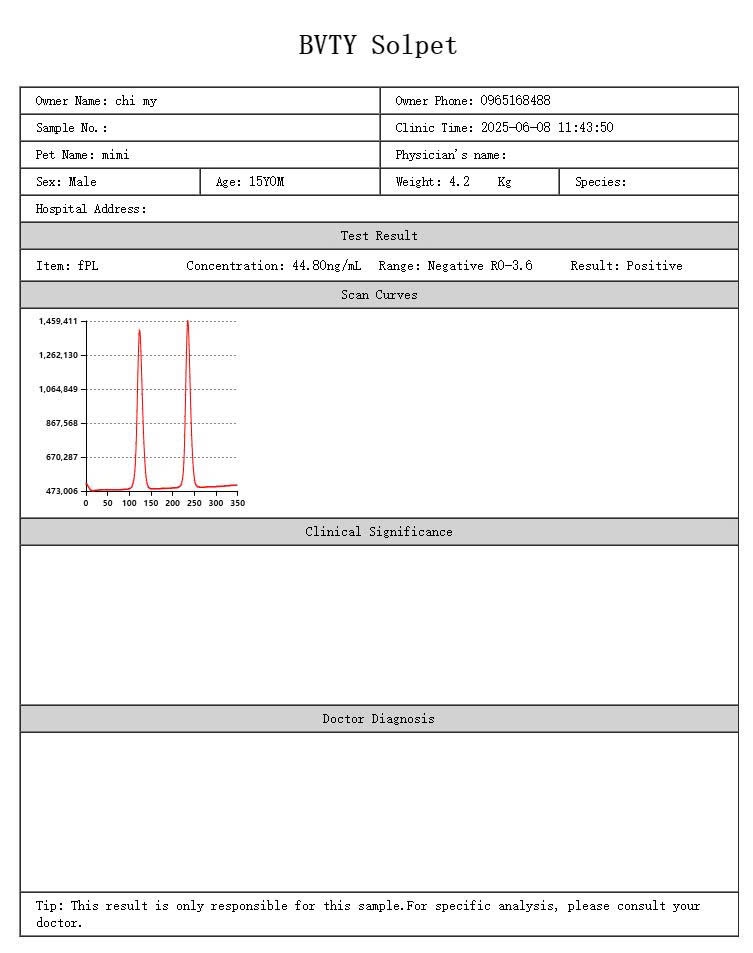 BVTY Solpet
Owner Name: chi my Owner Phone: 0965168488
Sample No.: Clinic Time: 2025-06-08 11:43:50
Pet Name: mimi Physician's name:
Sex: Male Age: 15YOM Weight: 4.2 Kg Species:
Hospital Address:
Test Result
Item: fPL Concentration: 44.80ng/mL Range: Negative R0-3.6 Result: Positive
Scan Curves
1,459,411
1,262,130
1,064,849
867,568
670,287
473,006
0 50 100 150 200 250 300 350
Clinical Significance
Doctor Diagnosis
Tip: This result is only responsible for this sample.For specific analysis, please consult your
doctor.